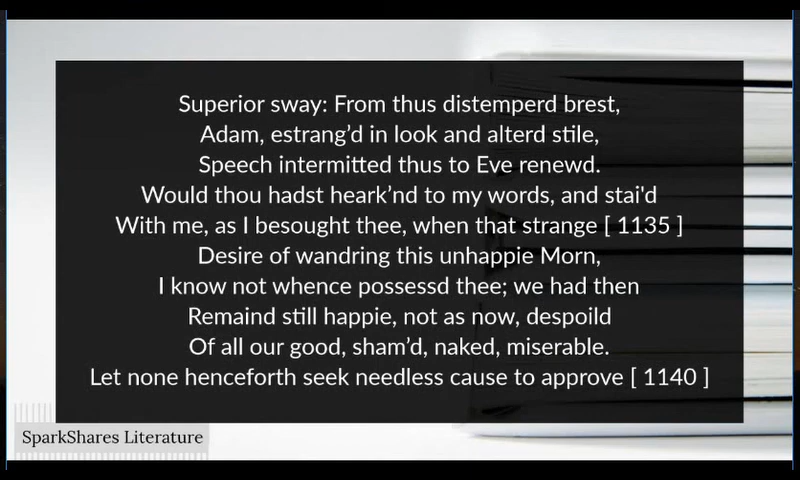 Superior sway: From thus distemperd brest,
Adam, estrang’d in look and alterd stile,
Speech intermitted thus to Eve renewd.
Would thou hadst heark’nd to my words, and stai'd
With me, as I besought thee, when that strange [ 1135 ]
Desire of wandring this unhappie Morn,
I know not whence possessd thee; we had then
Remaind still happie, not as now, despoild
Of all our good, sham’d, naked, miserable.
Let none henceforth seek needless cause to approve [ 1140 ]
SparkShares Literature